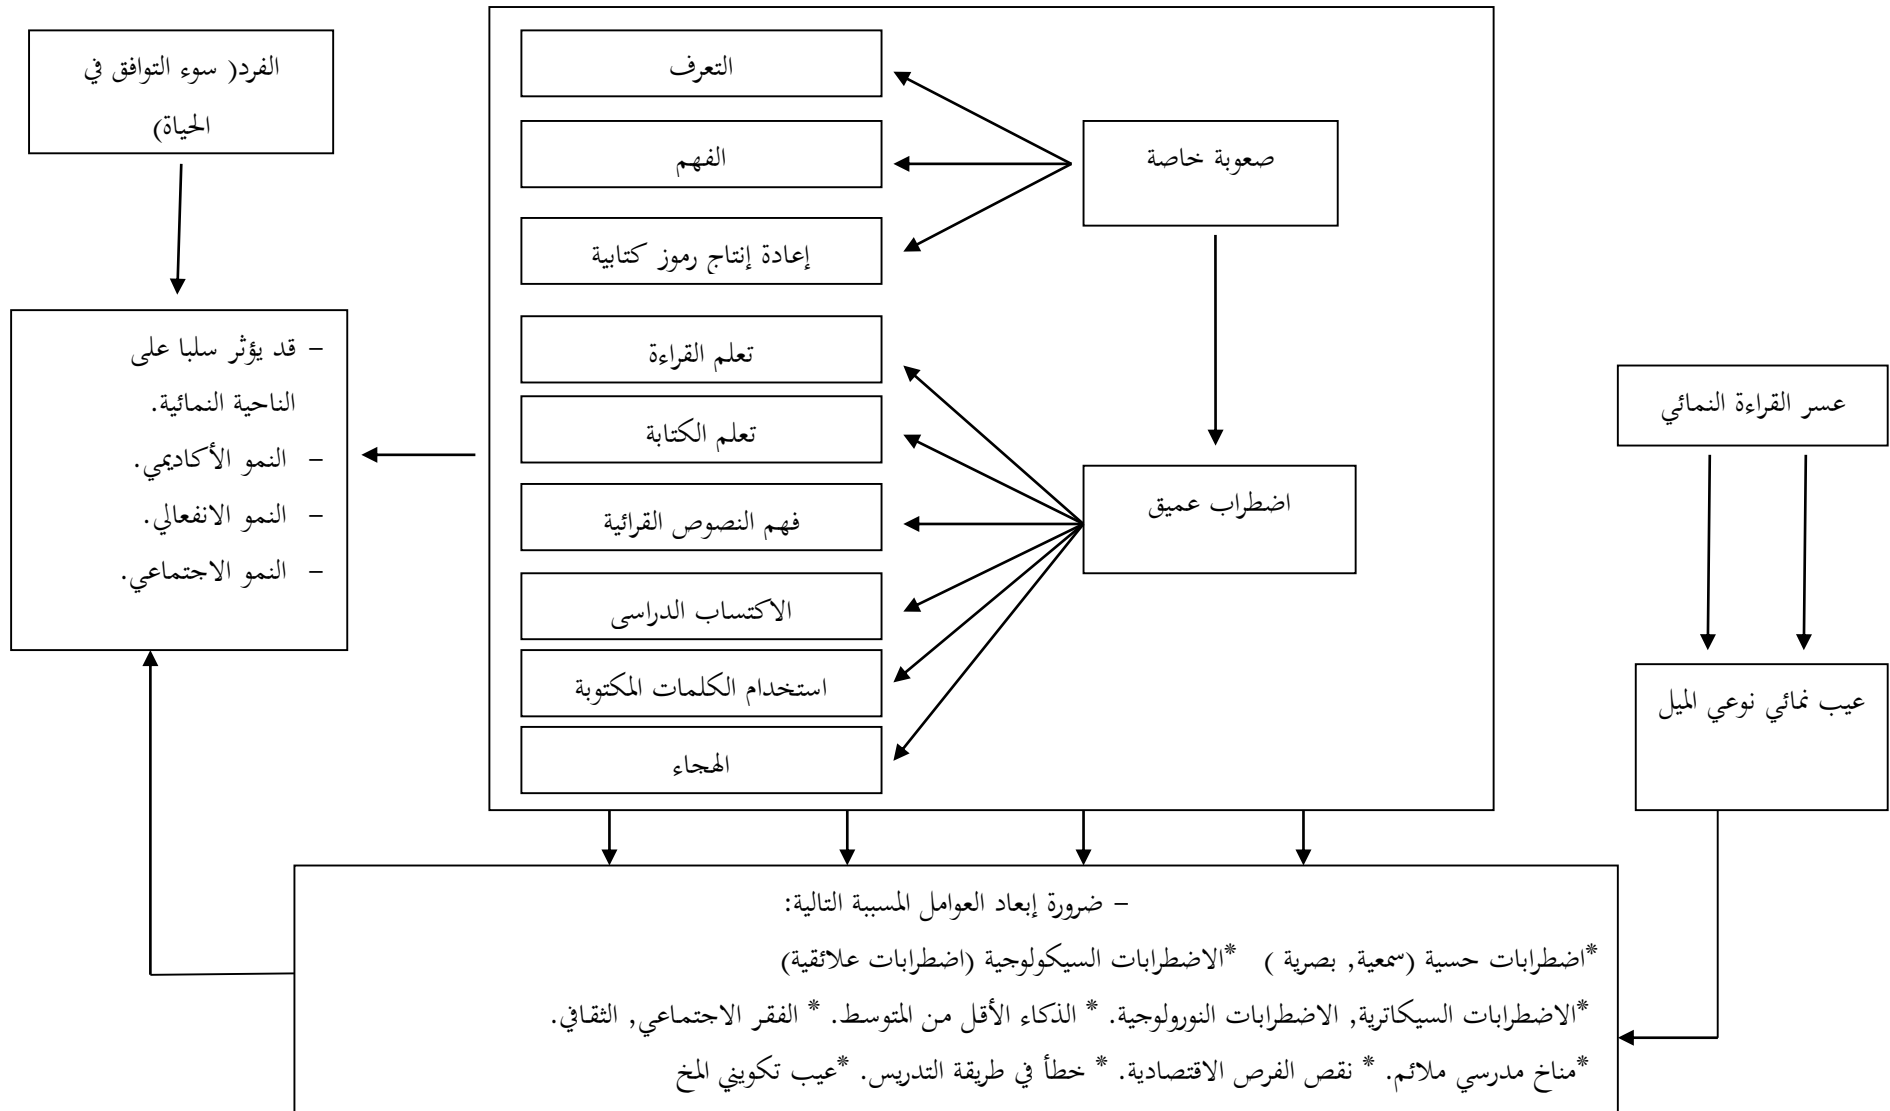 عسر القراءة النمائي
عيب نمائي نوعي الميل
صعوبة خاصة
اضطراب عميق
التعرف
الفهم
إعادة إنتاج رموز كتابية
تعلم القراءة
تعلم الكتابة
فهم النصوص القرائية
الاكتساب الدراسى
استخدام الكلمات المكتوبة
الهجاء
الفرد( سوء التوافق في
الحياة)
– قد يؤثر سلبا على
الناحية النمائية.
– النمو الأكاديمي.
– النمو الانفعالي.
– النمو الاجتماعي.
– ضرورة إبعاد العوامل المسببة التالية:
*اضطرابات حسية (سمعية, بصرية ) *الاضطرابات السيكولوجية (اضطرابات علائقية)
*الاضطرابات السيكاترية, الاضطرابات النورولوجية. * الذكاء الأقل من المتوسط. * الفقر الاجتماعي, الثقافي.
*مناخ مدرسي ملائم. * نقص الفرص الاقتصادية. * خطأ في طريقة التدريس. *عيب تكويني المخ